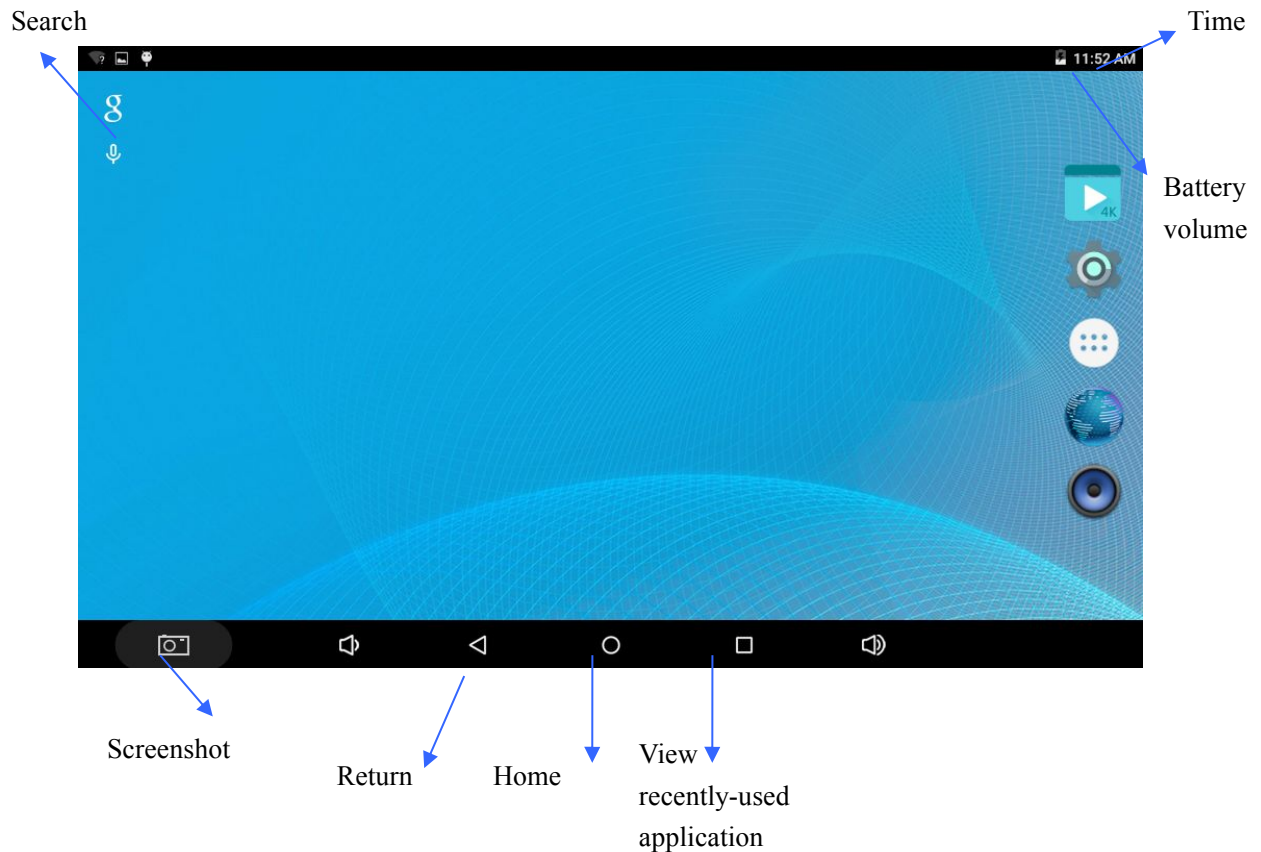 Search
Time
11:52 AM
g
4K
Battery
volume
Screenshot
Return
Home
View
recently-used
application